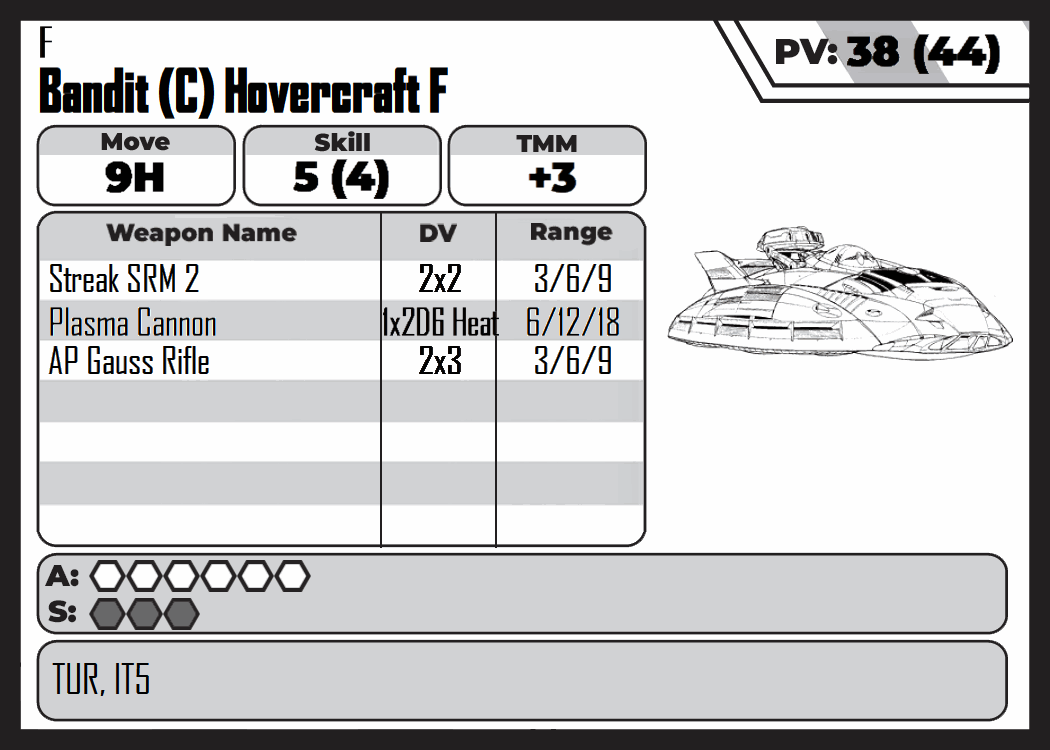 F
Bandit (C) Hovercraft F
PV: 38 (44)
Move Skill TMM
9H 5 (4) +3
Weapon Name DV Range
Streak SRM 2 2x2 3/6/9
Plasma Cannon 1x2D6 Heat 6/12/18
AP Gauss Rifle 2x3 3/6/9
A:
S:
TUR, IT5